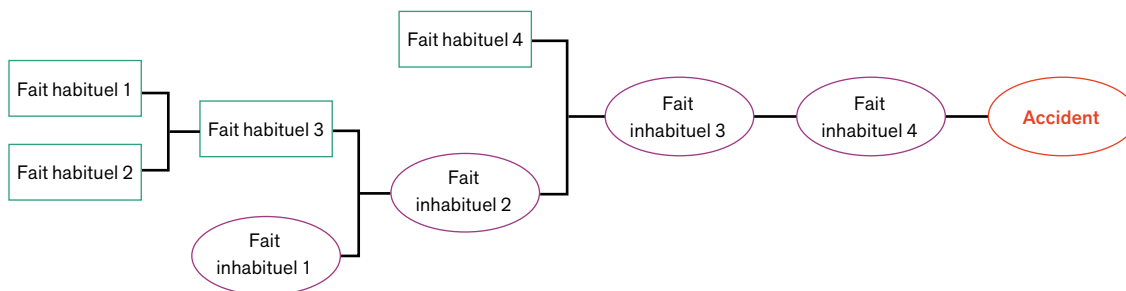 Fait habituel 1
Fait habituel 2
Fait habituel 3
Fait
inhabituel 1
Fait
inhabituel 2
Fait habituel 4
Fait
inhabituel 3
Fait
inhabituel 4
Accident